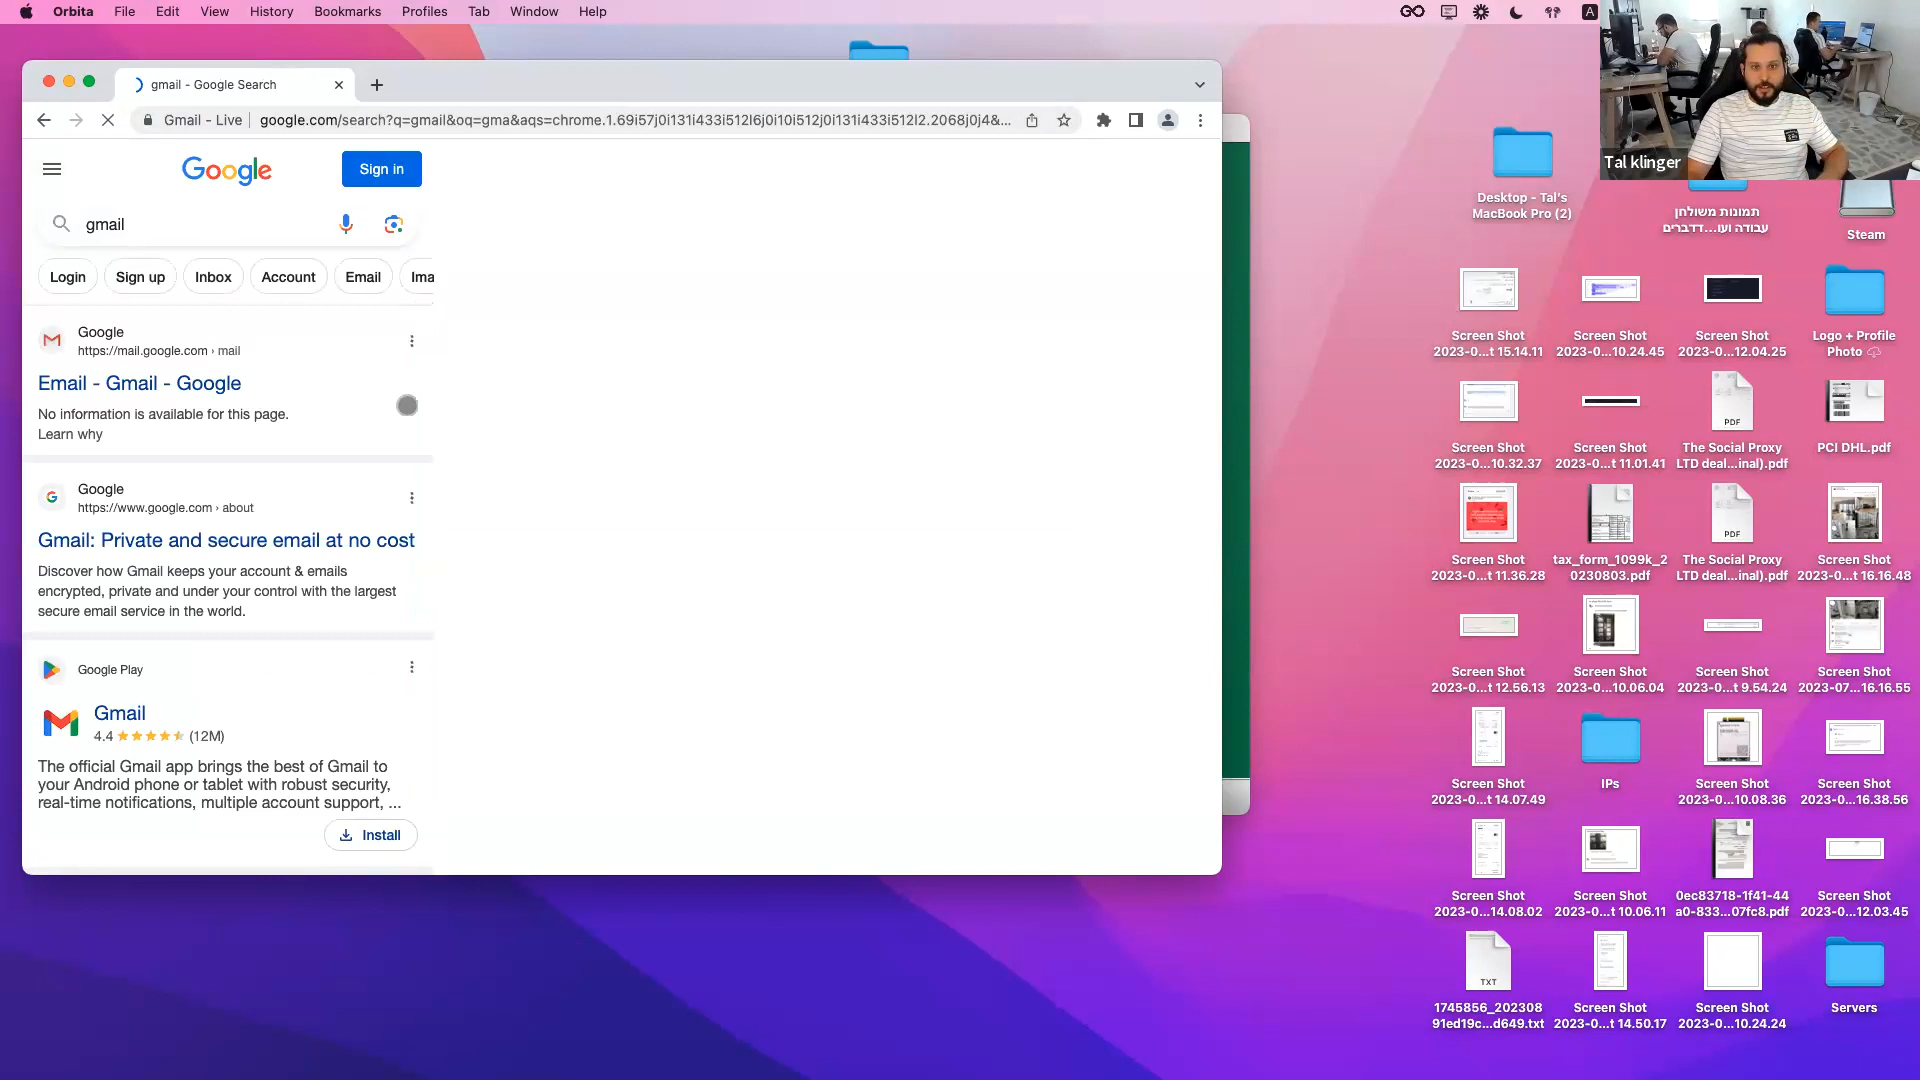 Orbita File Edit View History Bookmarks Profiles Tab Window Help
A
gmail - Google Search
Gmail - Live google.com/search?q=gmail&oq=gma&aqs=chrome.1.69i57j0i131i433i512l6j0i10i512j0i131i433i512l2.2068j0j4&...
Google
Sign in
gmail
Login
Sign up
Inbox
Account
Email
Ima
Google
https://mail.google.com › mail
Email - Gmail - Google
No information is available for this page.
Learn why
Google
https://www.google.com › about
Gmail: Private and secure email at no cost
Discover how Gmail keeps your account & emails
encrypted, private and under your control with the largest
secure email service in the world.
Google Play
Gmail
4.4 (12M)
The official Gmail app brings the best of Gmail to
your Android phone or tablet with robust security,
real-time notifications, multiple account support, ...
Install
Tal klinger
Desktop - Tal's
MacBook Pro (2)
תמונות משולחן
עבודה ועו...דדברים
Steam
Screen Shot
2023-0...t 15.14.11
Screen Shot
2023-0...10.24.45
Screen Shot
2023-0...12.04.25
Logo + Profile
Photo
Screen Shot
2023-0...10.32.37
Screen Shot
2023-0...t 11.01.41
PDF
The Social Proxy
LTD deal...inal).pdf
PCI DHL.pdf
Screen Shot
2023-0...t 11.36.28
tax_form_1099k_2
0230803.pdf
PDF
The Social Proxy
LTD deal...inal).pdf
Screen Shot
2023-0...t 16.16.48
Screen Shot
2023-0...t 12.56.13
Screen Shot
2023-0...10.06.04
Screen Shot
2023-0...t 9.54.24
Screen Shot
2023-07...16.16.55
Screen Shot
2023-0...t 14.07.49
IPs
Screen Shot
2023-0...10.08.36
Screen Shot
2023-0...16.38.56
Screen Shot
2023-0...14.08.02
Screen Shot
2023-0...t 10.06.11
0ec83718-1f41-44
a0-833...07fc8.pdf
Screen Shot
2023-0...12.03.45
TXT
1745856_202308
91ed19c...d649.txt
Screen Shot
2023-0...t 14.50.17
Screen Shot
2023-0...10.24.24
Servers